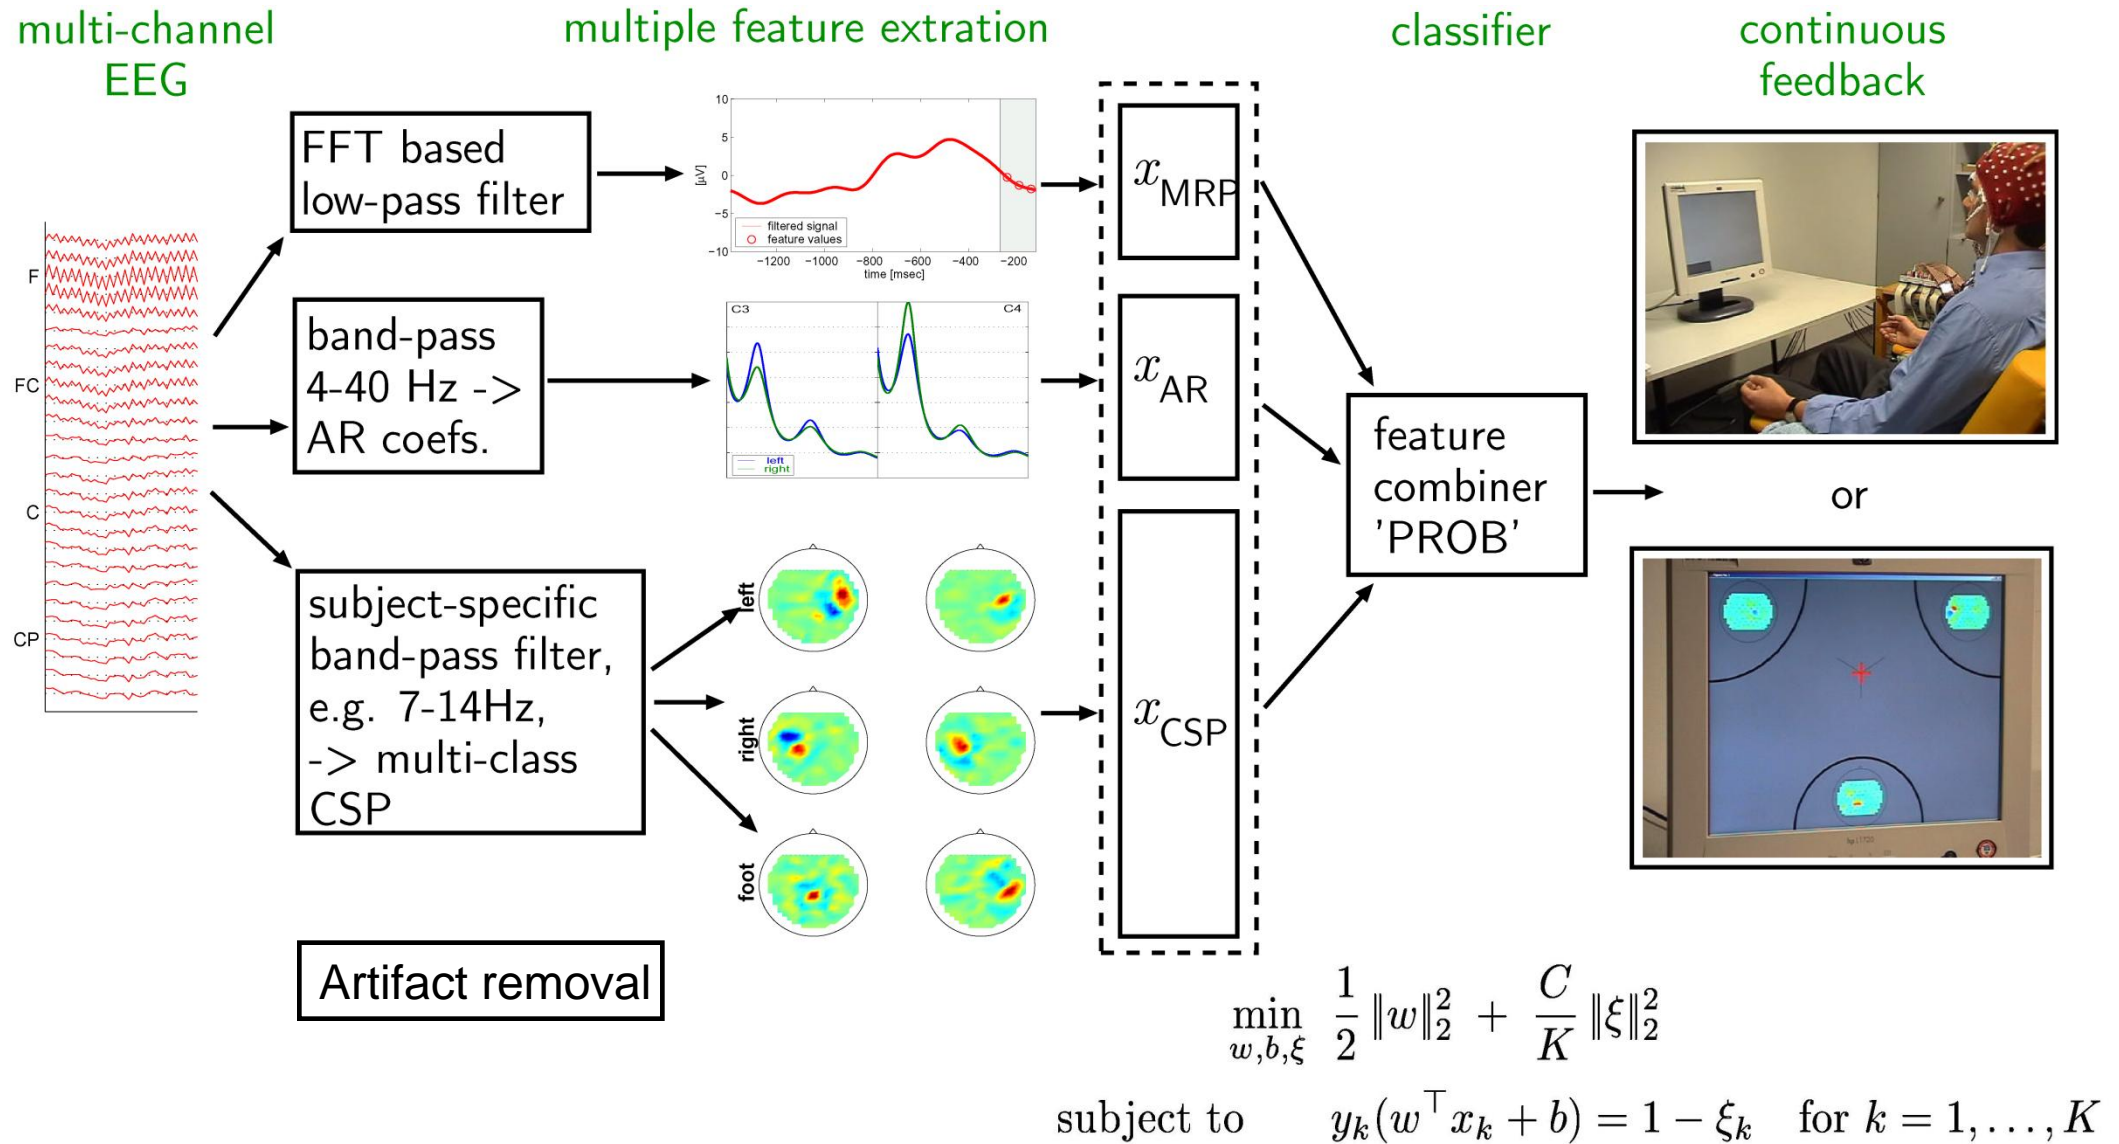 multi-channel
EEG
multiple feature extration
classifier
continuous
feedback
F
FC
C
CP
FFT based
low-pass filter
band-pass
4-40 Hz ->
AR coefs.
subject-specific
band-pass filter,
e.g. 7-14Hz,
-> multi-class
CSP
Artifact removal
10
5
0
−5
−10
[μV]
filtered signal
feature values
−1200 −1000 −800 −600 −400 −200
time [msec]
C3 C4
left
right
left
right
foot
x_MRP
x_AR
x_CSP
feature
combiner
'PROB'
or
min_{w,b,ξ} 1/2 ‖w‖₂² + C/K ‖ξ‖₂²
subject to y_k(w^⊤ x_k + b) = 1 − ξ_k for k = 1, . . . , K